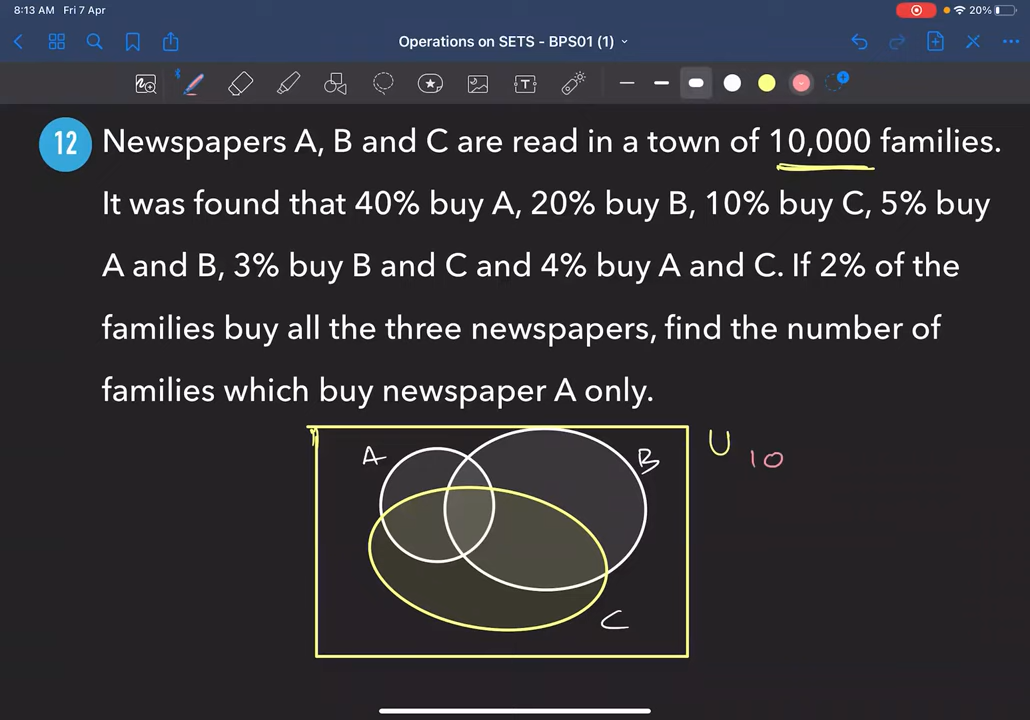 8:13 AM Fri 7 Apr
20%
Operations on SETS - BPS01 (1)
12 Newspapers A, B and C are read in a town of 10,000 families.
It was found that 40% buy A, 20% buy B, 10% buy C, 5% buy
A and B, 3% buy B and C and 4% buy A and C. If 2% of the
families buy all the three newspapers, find the number of
families which buy newspaper A only.
A B U 10
C